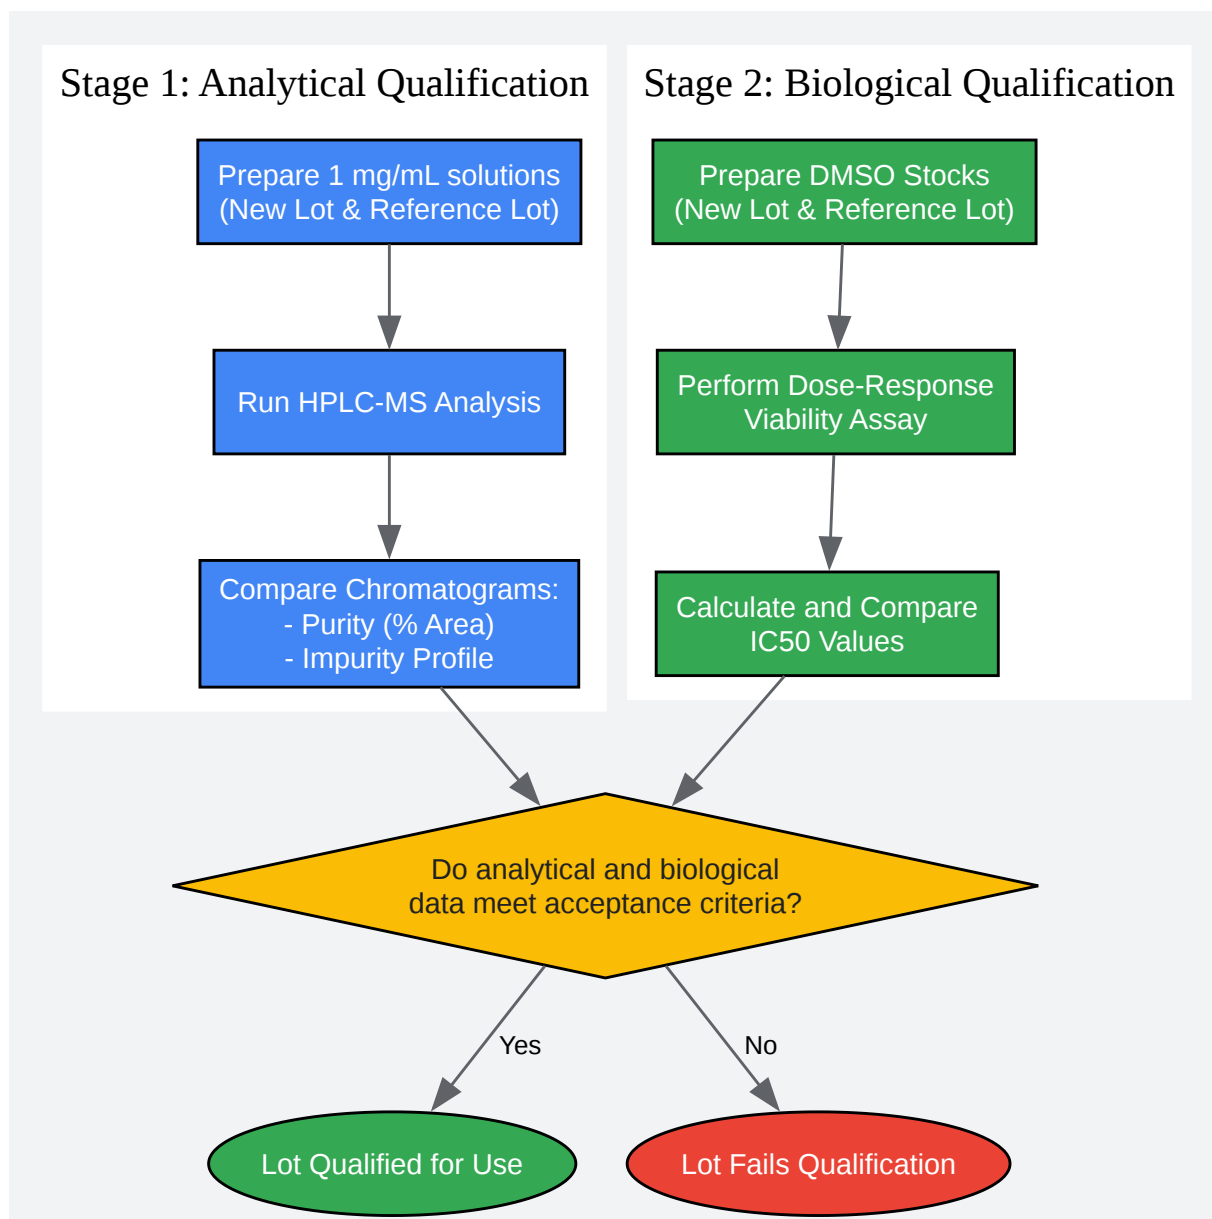 Stage 1: Analytical Qualification
Prepare 1 mg/mL solutions
(New Lot & Reference Lot)
Run HPLC-MS Analysis
Compare Chromatograms:
- Purity (% Area)
- Impurity Profile
Stage 2: Biological Qualification
Prepare DMSO Stocks
(New Lot & Reference Lot)
Perform Dose-Response
Viability Assay
Calculate and Compare
IC50 Values
Do analytical and biological
data meet acceptance criteria?
Yes
No
Lot Qualified for Use
Lot Fails Qualification